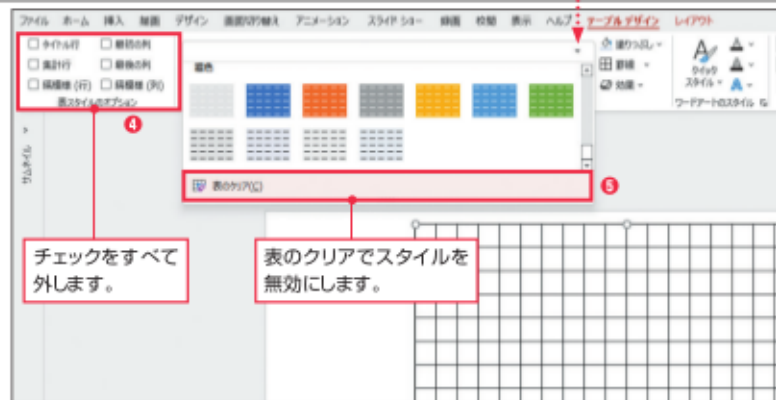 ファイル ホーム 挿入 描画 デザイン 画面切り替え アニメーション スライド ショー 録画 校閲 表示 ヘルプ テーブル デザイン レイアウト
タイトル行 最初の列
集計行 最後の列
縞模様 (行) 縞模様 (列)
表スタイルのオプション
❹
淡色
塗りつぶし
罫線
効果
クイック
スタイル
ワードアートのスタイル
サムネイル
表のクリア(C)
❺
チェックをすべて
外します。
表のクリアでスタイルを
無効にします。